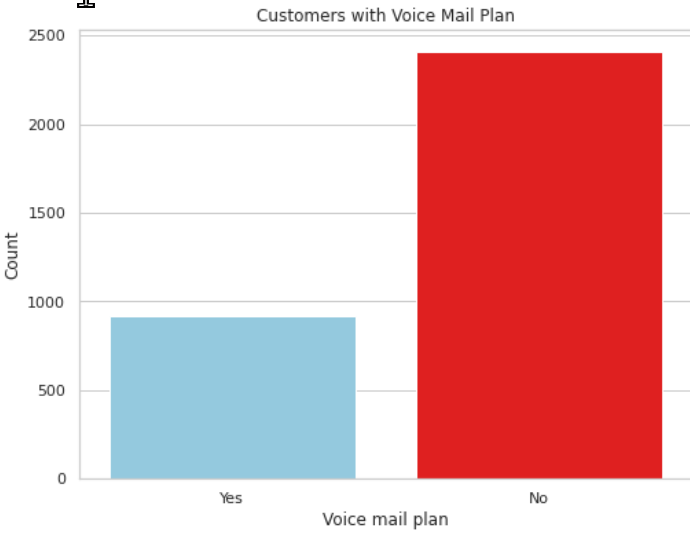 Customers with Voice Mail Plan
2500
2000
1500
1000
500
0
Count
Yes No
Voice mail plan